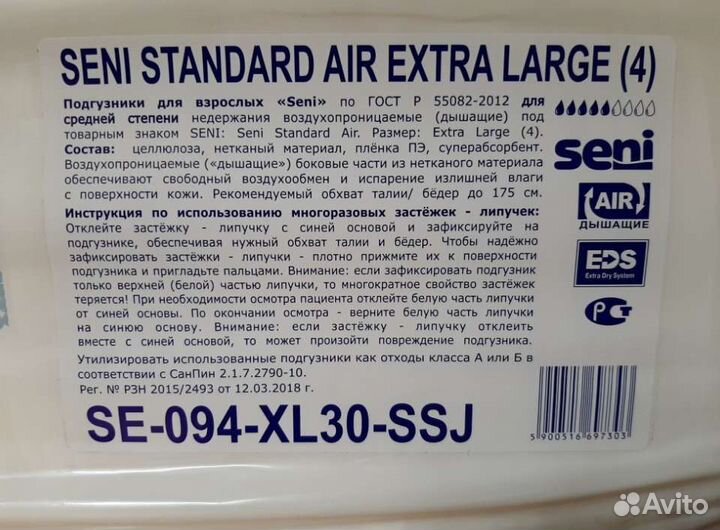 SENI STANDARD AIR EXTRA LARGE (4)
Подгузники для взрослых «Seni» по ГОСТ Р 55082-2012 для
средней степени недержания воздухопроницаемые (дышащие) под
товарным знаком SENI: Seni Standard Air. Размер: Extra Large (4).
Состав: целлюлоза, нетканый материал, плёнка ПЭ, суперабсорбент.
Воздухопроницаемые («дышащие») боковые части из нетканого материала
обеспечивают свободный воздухообмен и испарение излишней влаги
с поверхности кожи. Рекомендуемый обхват талии/ бёдер до 175 см.
seni
AIR
ДЫШАЩИЕ
Инструкция по использованию многоразовых застёжек - липучек:
Отклейте застёжку - липучку с синей основой и зафиксируйте на
подгузнике, обеспечивая нужный обхват талии и бёдер. Чтобы надёжно
зафиксировать застёжки - липучки - плотно прижмите их к поверхности
подгузника и пригладьте пальцами. Внимание: если зафиксировать подгузник
только верхней (белой) частью липучки, то многократное свойство застёжек
теряется! При необходимости осмотра пациента отклейте белую часть липучки
от синей основы. По окончании осмотра - верните белую часть липучки
на синюю основу. Внимание: если застёжку - липучку отклеить
вместе с синей основой, то может произойти повреждение подгузника.
EDS
Extra Dry System
РСТ
Утилизировать использованные подгузники как отходы класса А или Б в
соответствии с СанПин 2.1.7.2790-10.
Рег. № РЗН 2015/2493 от 12.03.2018 г.
SE-094-XL30-SSJ
5 900516 697303
Avito